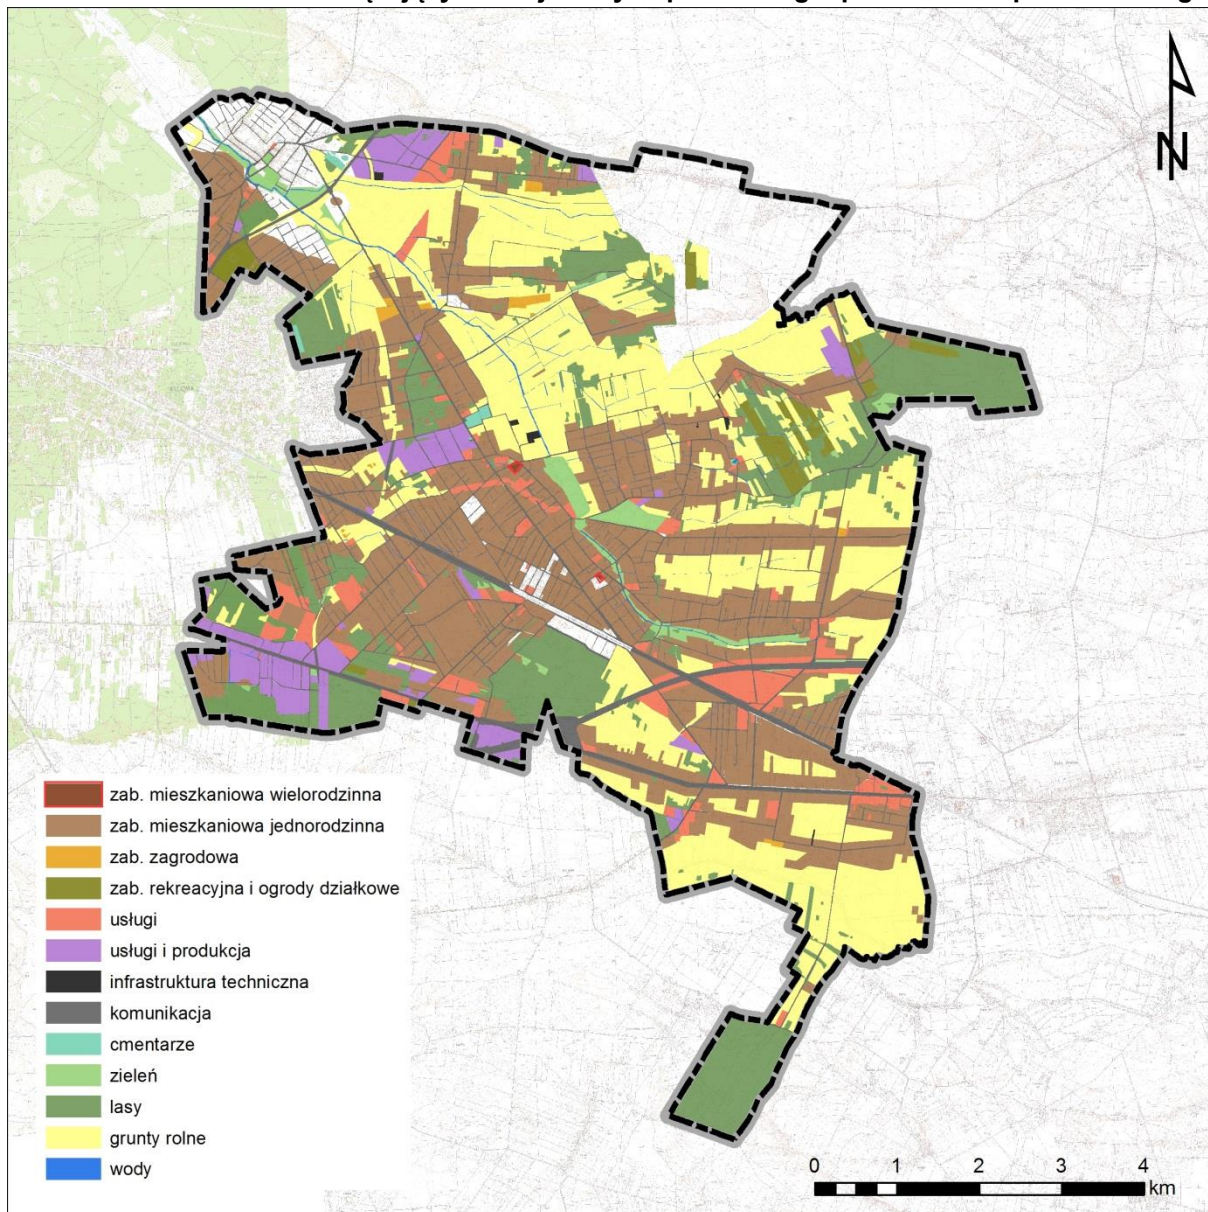 N
zab. mieszkaniowa wielorodzinna
zab. mieszkaniowa jednorodzinna
zab. zagrodowa
zab. rekreacyjna i ogrody działkowe
usługi
usługi i produkcja
infrastruktura techniczna
komunikacja
cmentarze
zieleń
lasy
grunty rolne
wody
0 1 2 3 4
km